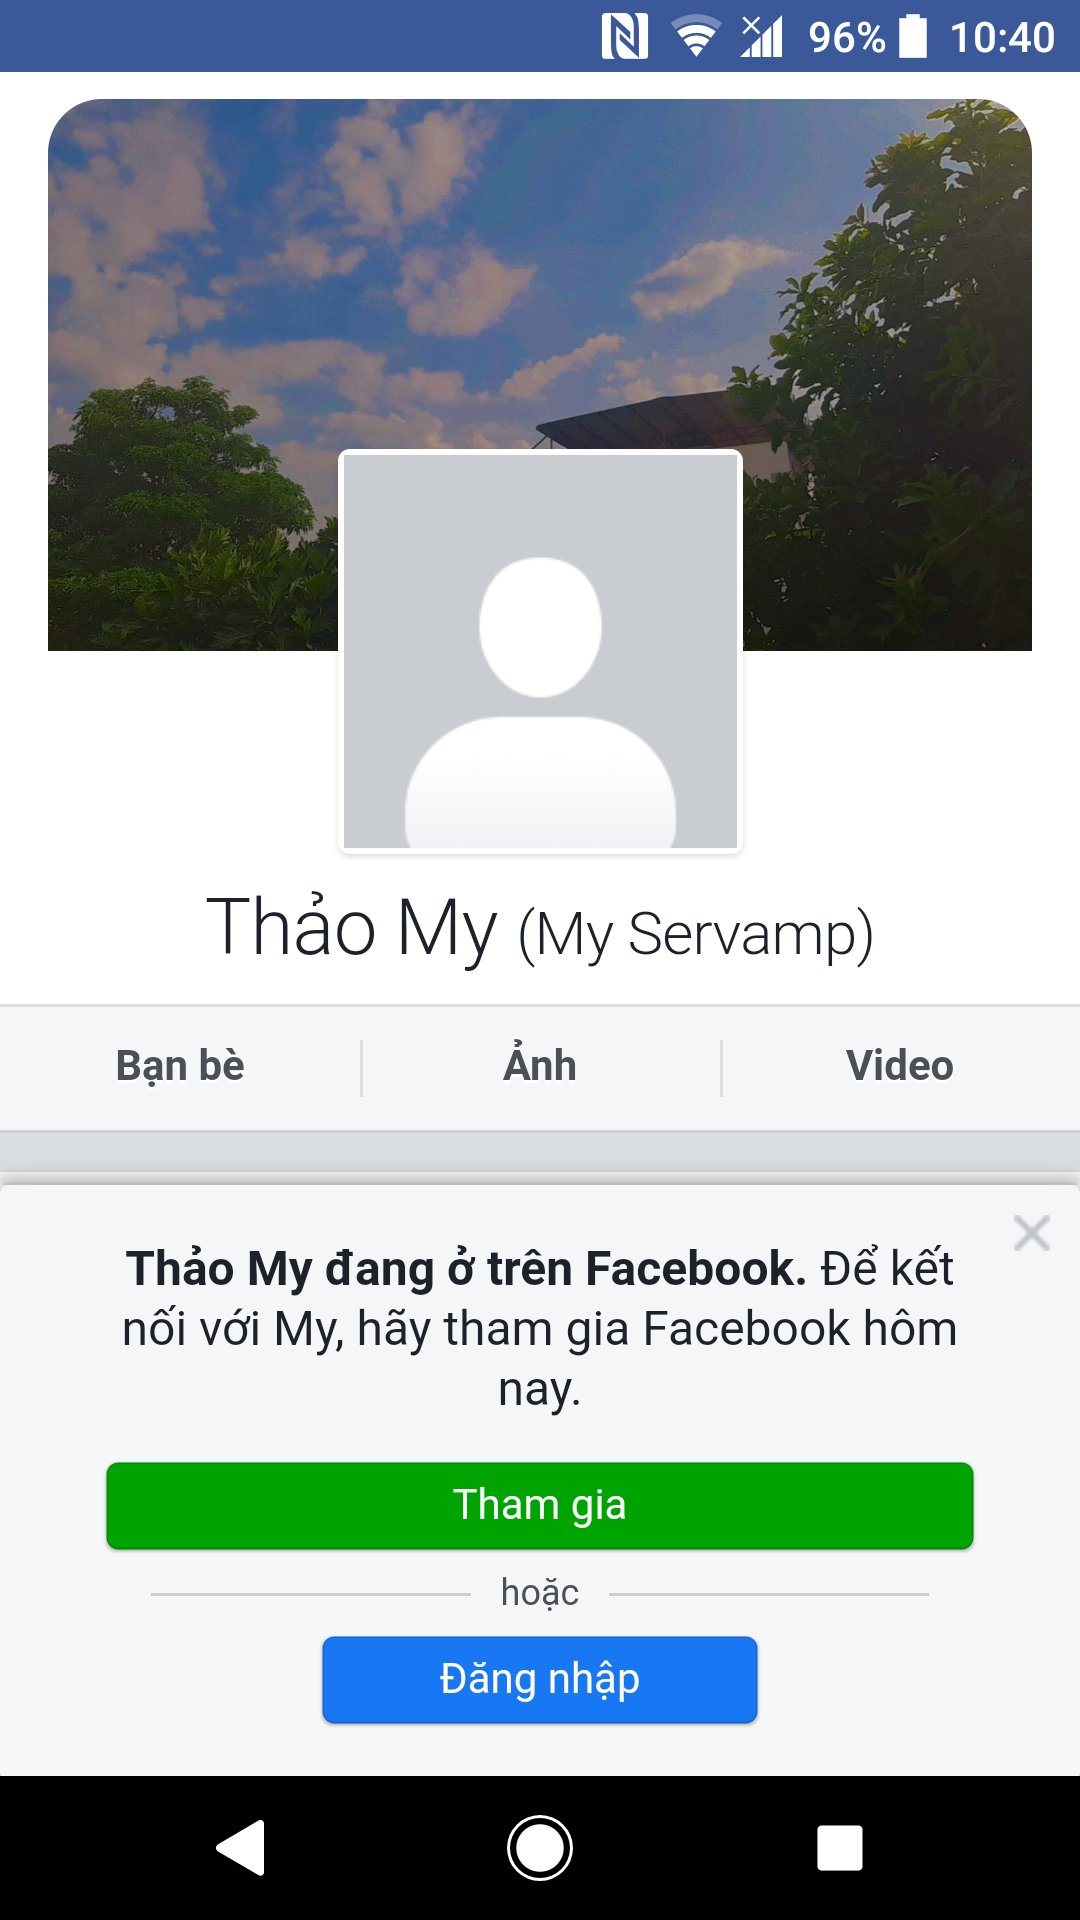 96% 10:40
Thảo My (My Servamp)
Bạn bè Ảnh Video
Thảo My đang ở trên Facebook. Để kết
nối với My, hãy tham gia Facebook hôm
nay.
Tham gia
hoặc
Đăng nhập